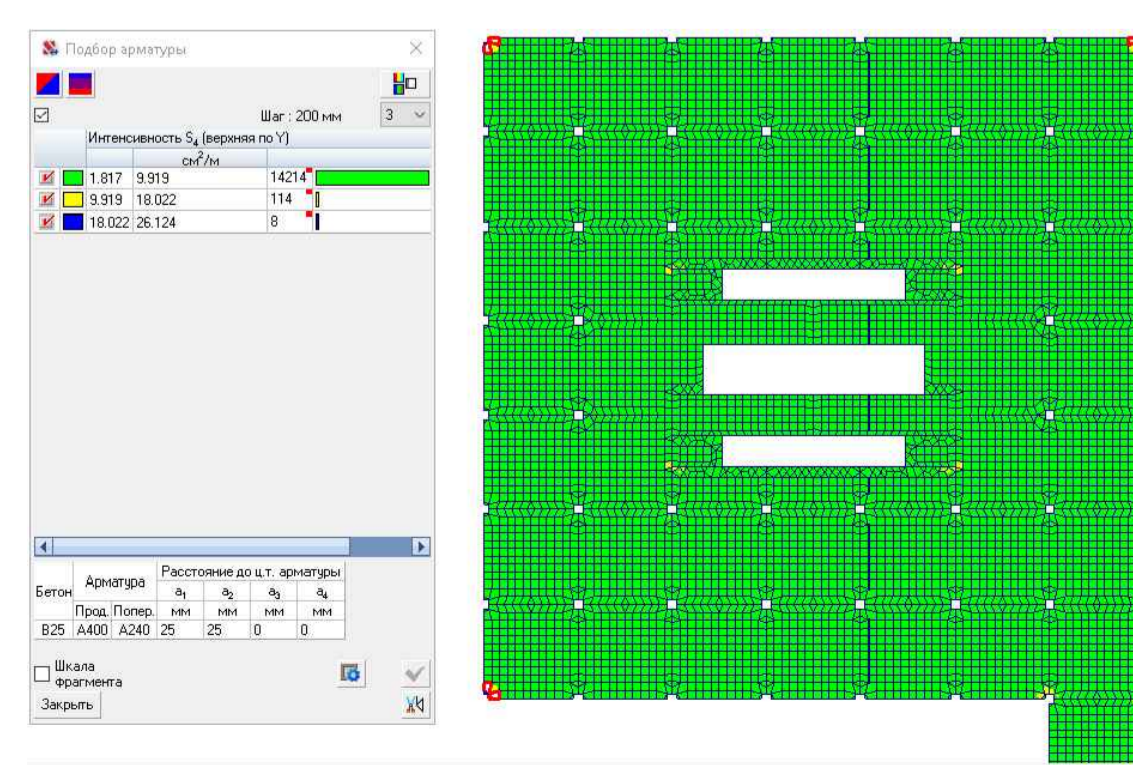 Подбор арматуры
Шаг : 200 мм 3
Интенсивность S4 (верхняя по Y)
см2/м
1.817 9.919 14214
9.919 18.022 114
18.022 26.124 8
Бетон Арматура Расстояние до ц.т. арматуры
a1 a2 a3 a4
Прод. Попер. мм мм мм мм
B25 A400 A240 25 25 0 0
Шкала
фрагмента
Закрыть